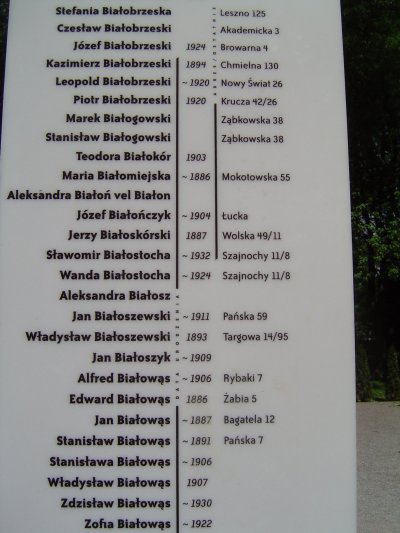 Stefania Białobrzeska Leszno 125
Czesław Białobrzeski Akademicka 3
Józef Białobrzeski 1924 Browarna 4
Kazimierz Białobrzeski 1894 Chmielna 130
Leopold Białobrzeski ~ 1920 Nowy Świat 26
Piotr Białobrzeski 1920 Krucza 42/26
Marek Białogowski Ząbkowska 38
Stanisław Białogowski Ząbkowska 38
Teodora Białokór 1903
Maria Białomiejska ~ 1886 Mokotowska 55
Aleksandra Białoń vel Białon
Józef Białończyk ~ 1904 Łucka
Jerzy Białoskórski 1887 Wolska 49/11
Sławomir Białostocha ~ 1932 Szajnochy 11/8
Wanda Białostocha ~ 1924 Szajnochy 11/8
Aleksandra Białosz
Jan Białoszewski ~ 1911 Pańska 59
Władysław Białoszewski 1893 Targowa 14/95
Jan Białoszyk ~ 1909
Alfred Białowąs ~ 1906 Rybaki 7
Edward Białowąs 1886 Żabia 5
Jan Białowąs ~ 1887 Bagatela 12
Stanisław Białowąs ~ 1891 Pańska 7
Stanisława Białowąs ~ 1906
Władysław Białowąs 1907
Zdzisław Białowąs ~ 1930
Zofia Białowąs ~ 1922